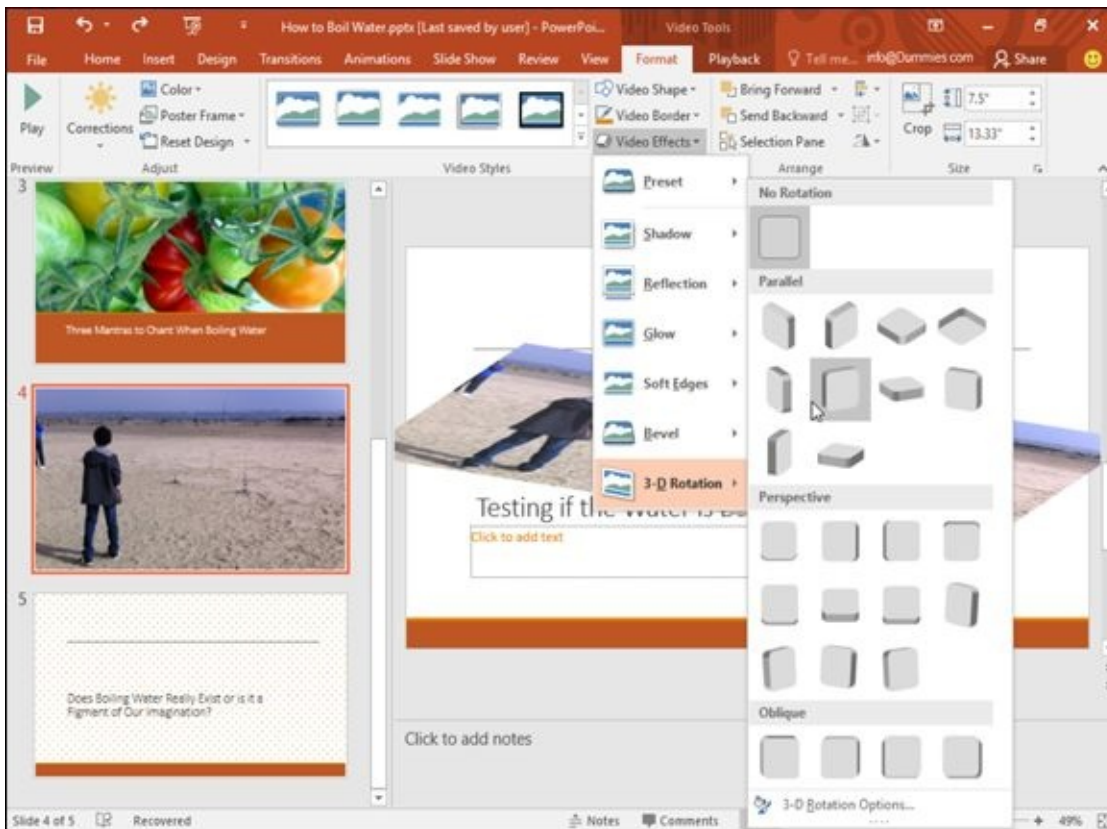 How to Boil Water.pptx [Last saved by user] - PowerPoi...
Video Tools
File Home Insert Design Transitions Animations Slide Show Review View Format Playback Tell me... info@Dummies.com Share
Play
Corrections
Color
Poster Frame
Reset Design
Video Shape
Video Border
Video Effects
Bring Forward
Send Backward
Selection Pane
Crop
7.5"
13.33"
Preview Adjust Video Styles Arrange Size
3
Three Mantras to Chant When Boiling Water
4
5
Does Boiling Water Really Exist or is it a
Figment of Our Imagination?
Preset
Shadow
Reflection
Glow
Soft Edges
Bevel
3-D Rotation
No Rotation
Parallel
Perspective
Oblique
3-D Rotation Options...
Testing if the Water is
Click to add text
Click to add notes
Slide 4 of 5 Recovered Notes Comments 49%